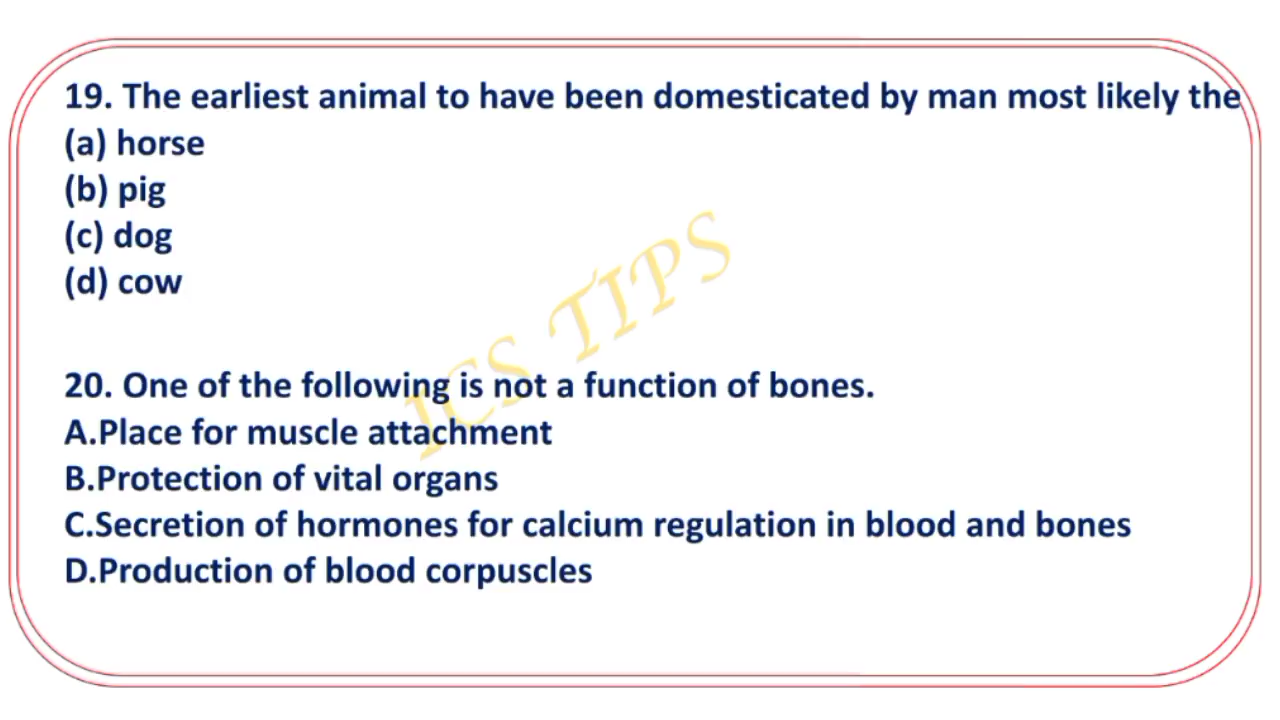 19. The earliest animal to have been domesticated by man most likely the
(a) horse
(b) pig
(c) dog
(d) cow
ICS TIPS
20. One of the following is not a function of bones.
A.Place for muscle attachment
B.Protection of vital organs
C.Secretion of hormones for calcium regulation in blood and bones
D.Production of blood corpuscles